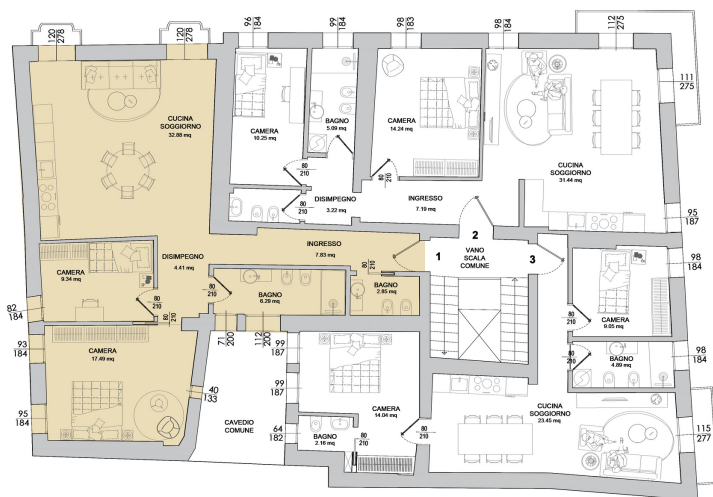 120
278
120
278
96
184
99
184
98
183
98
184
112
275
111
275
CUCINA
SOGGIORNO
32.88 mq
CAMERA
10.25 mq
BAGNO
5.09 mq
CAMERA
14.24 mq
CUCINA
SOGGIORNO
31.44 mq
80
210
80
210
80
210
DISIMPEGNO
3.22 mq
INGRESSO
7.19 mq
95
187
INGRESSO
7.83 mq
1
2
3
VANO
SCALA
COMUNE
DISIMPEGNO
4.41 mq
CAMERA
9.34 mq
80
210
80
210
80
210
BAGNO
6.29 mq
80
210
BAGNO
2.85 mq
98
184
CAMERA
9.05 mq
80
210
82
184
93
184
CAMERA
17.49 mq
71
200
112
200
99
187
99
187
80
210
BAGNO
4.89 mq
98
184
40
133
95
184
CAVEDIO
COMUNE
64
182
CAMERA
14.04 mq
BAGNO
2.16 mq
80
210
80
210
CUCINA
SOGGIORNO
23.45 mq
115
277